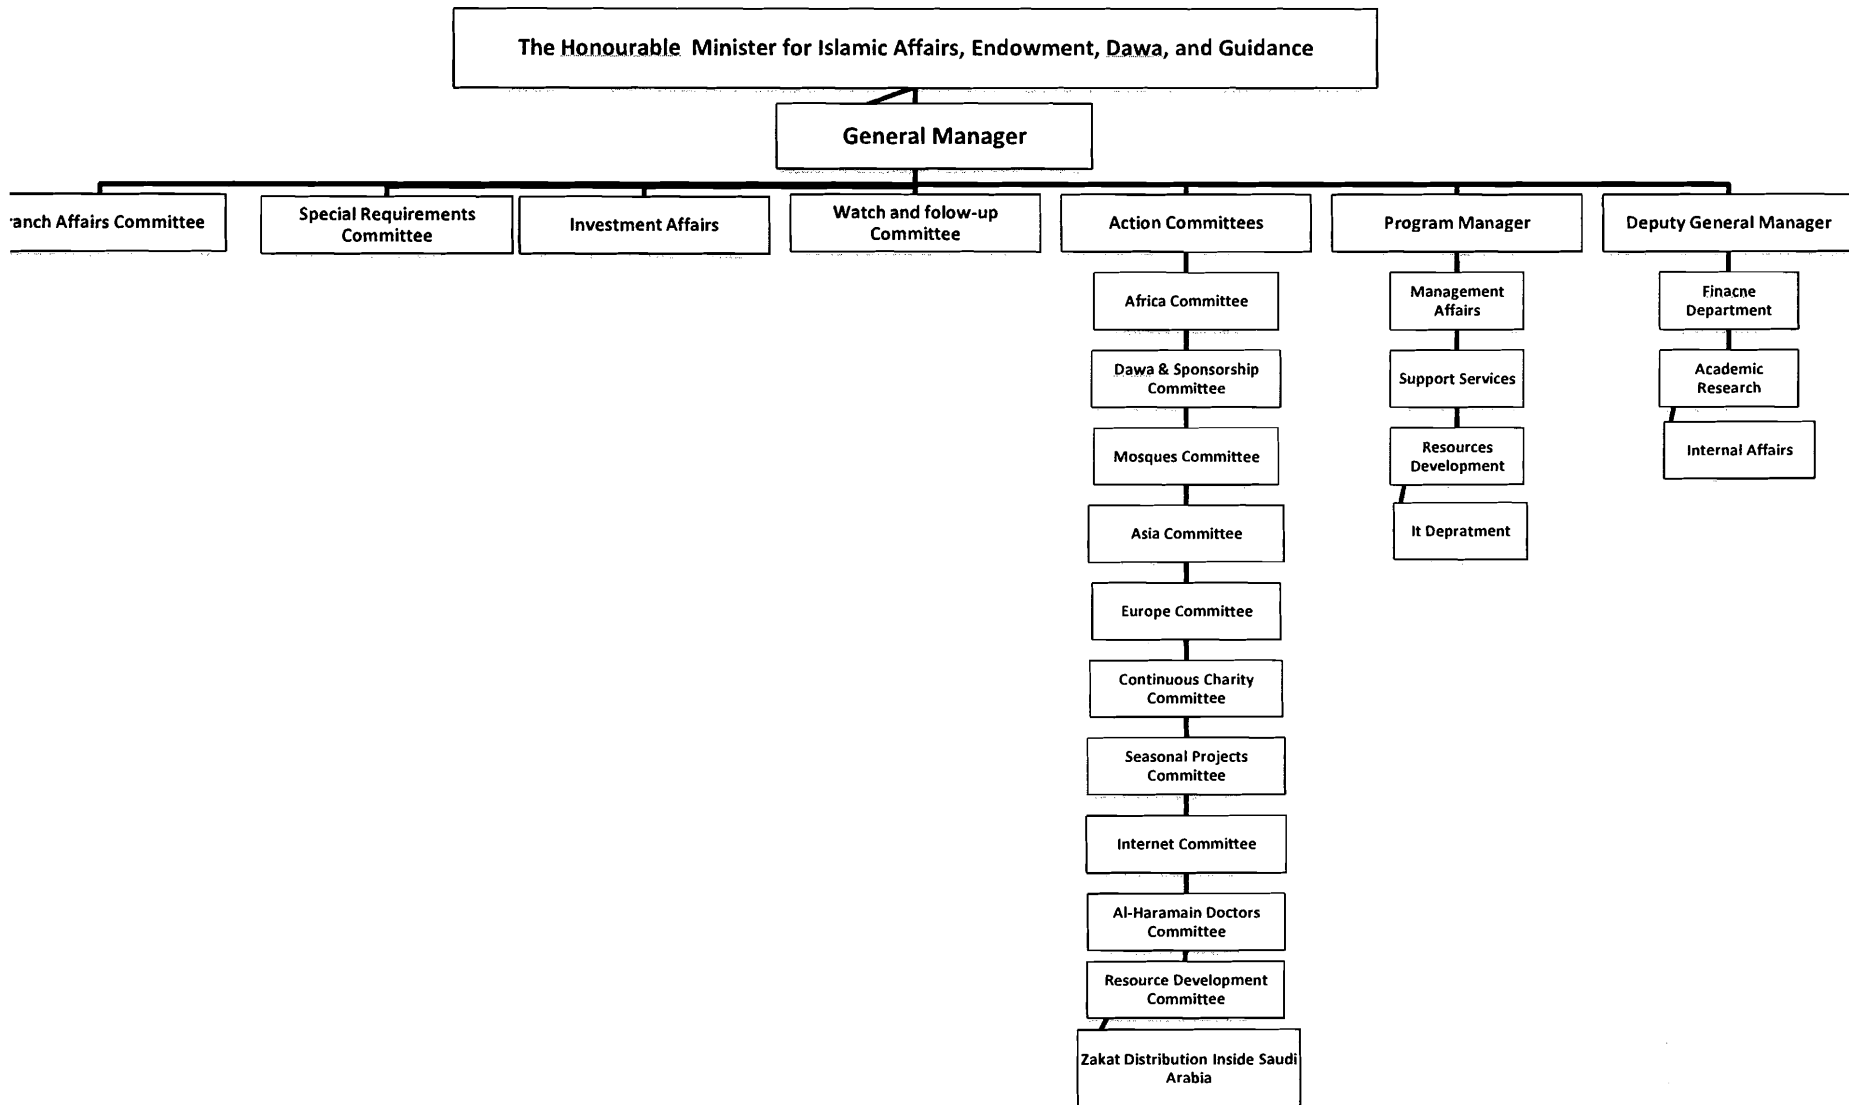 The Honourable Minister for Islamic Affairs, Endowment, Dawa, and Guidance
General Manager
ranch Affairs Committee
Special Requirements
Committee
Investment Affairs
Watch and folow-up
Committee
Action Committees
Program Manager
Deputy General Manager
Africa Committee
Dawa & Sponsorship
Committee
Mosques Committee
Asia Committee
Europe Committee
Continuous Charity
Committee
Seasonal Projects
Committee
Internet Committee
Al-Haramain Doctors
Committee
Resource Development
Committee
Zakat Distribution Inside Saudi
Arabia
Management
Affairs
Support Services
Resources
Development
It Depratment
Finacne
Department
Academic
Research
Internal Affairs